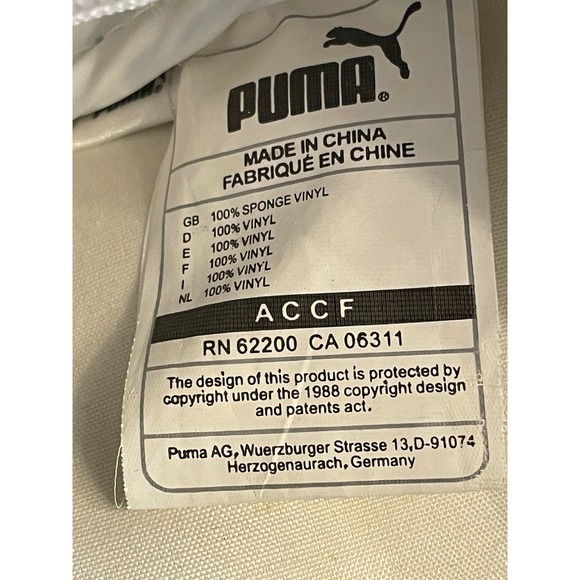 PUMA®
MADE IN CHINA
FABRIQUÉ EN CHINE
GB 100% SPONGE VINYL
D 100% VINYL
E 100% VINYL
F 100% VINYL
I 100% VINYL
NL 100% VINYL
ACCF
RN 62200 CA 06311
The design of this product is protected by
copyright under the 1988 copyright design
and patents act.
Puma AG, Wuerzburger Strasse 13,D-91074
Herzogenaurach, Germany